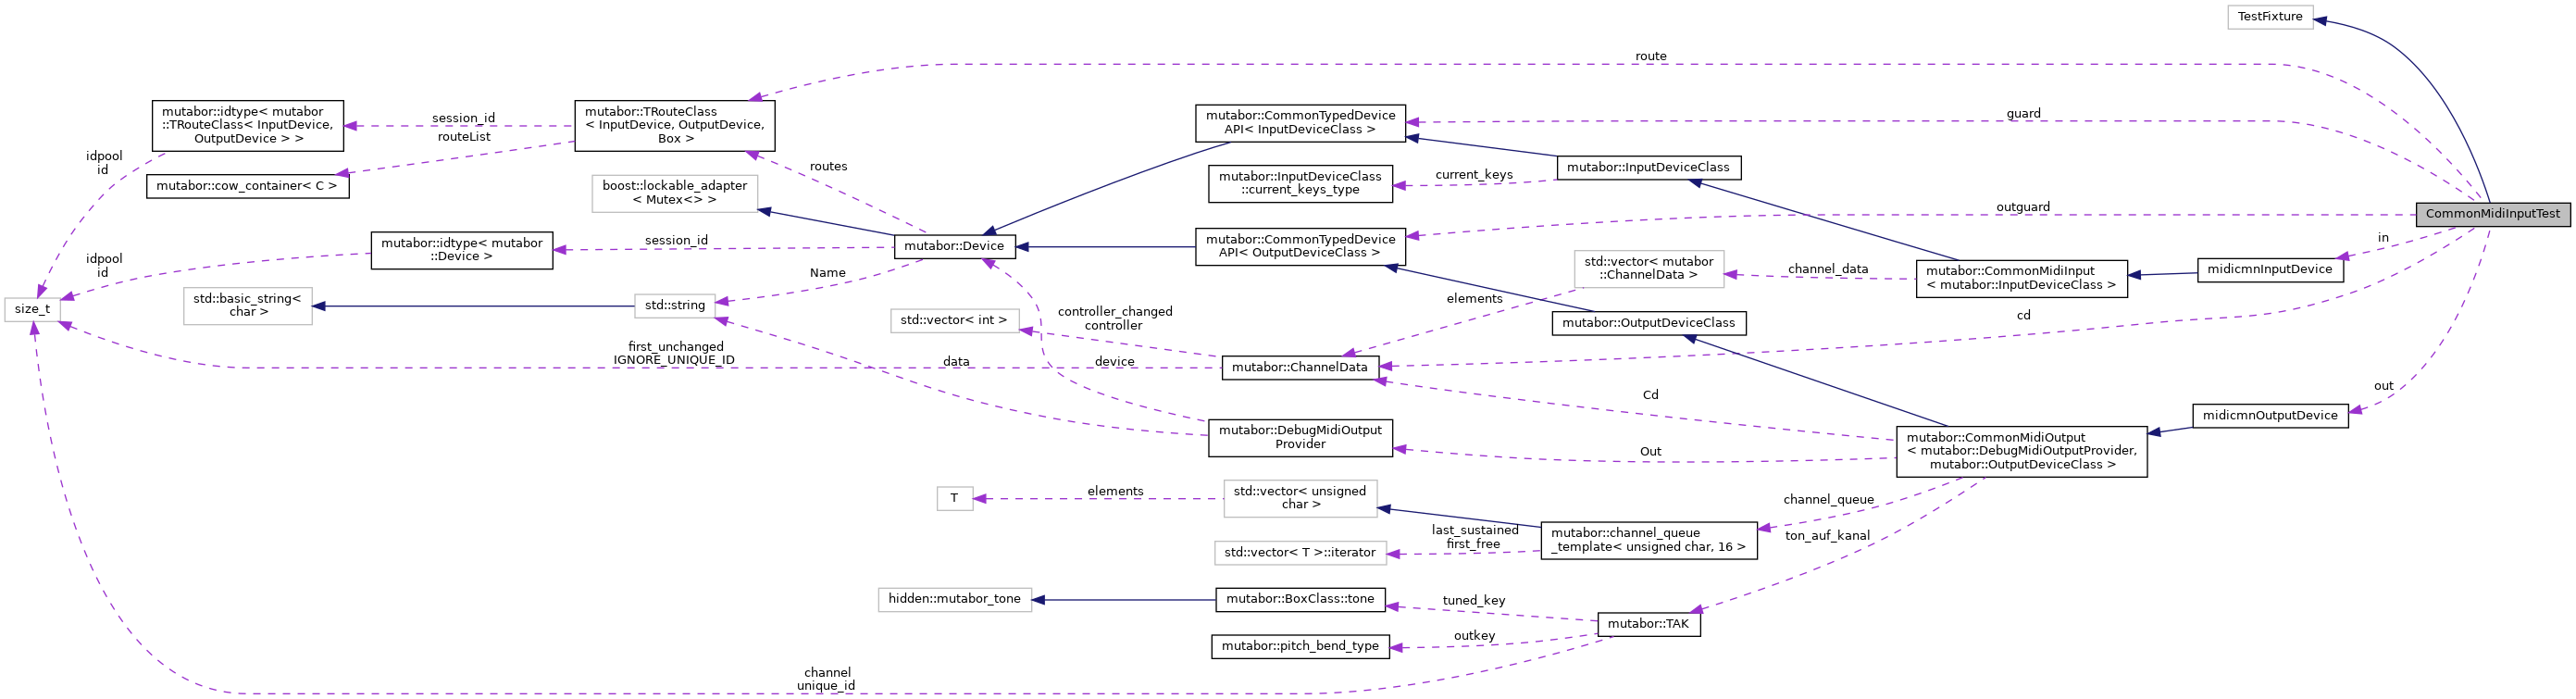 TestFixture
route
mutabor::idtype< mutabor
::TRouteClass< InputDevice,
OutputDevice > >
session_id
routeList
mutabor::TRouteClass
< InputDevice, OutputDevice,
Box >
mutabor::CommonTypedDevice
API< InputDeviceClass >
guard
idpool
id
mutabor::cow_container< C >
routes
boost::lockable_adapter
< Mutex<> >
mutabor::InputDeviceClass
::current_keys_type
current_keys
mutabor::InputDeviceClass
outguard
CommonMidiInputTest
mutabor::idtype< mutabor
::Device >
session_id
mutabor::Device
mutabor::CommonTypedDevice
API< OutputDeviceClass >
in
idpool
id
Name
std::vector< mutabor
::ChannelData >
channel_data
mutabor::CommonMidiInput
< mutabor::InputDeviceClass >
midicmnInputDevice
size_t
std::basic_string<
char >
std::string
std::vector< int >
controller_changed
controller
elements
mutabor::OutputDeviceClass
cd
first_unchanged
IGNORE_UNIQUE_ID
data
device
mutabor::ChannelData
Cd
out
mutabor::DebugMidiOutput
Provider
Out
mutabor::CommonMidiOutput
< mutabor::DebugMidiOutputProvider,
mutabor::OutputDeviceClass >
midicmnOutputDevice
T
elements
std::vector< unsigned
char >
channel_queue
last_sustained
first_free
mutabor::channel_queue
_template< unsigned char, 16 >
ton_auf_kanal
std::vector< T >::iterator
hidden::mutabor_tone
mutabor::BoxClass::tone
tuned_key
mutabor::TAK
outkey
mutabor::pitch_bend_type
channel
unique_id